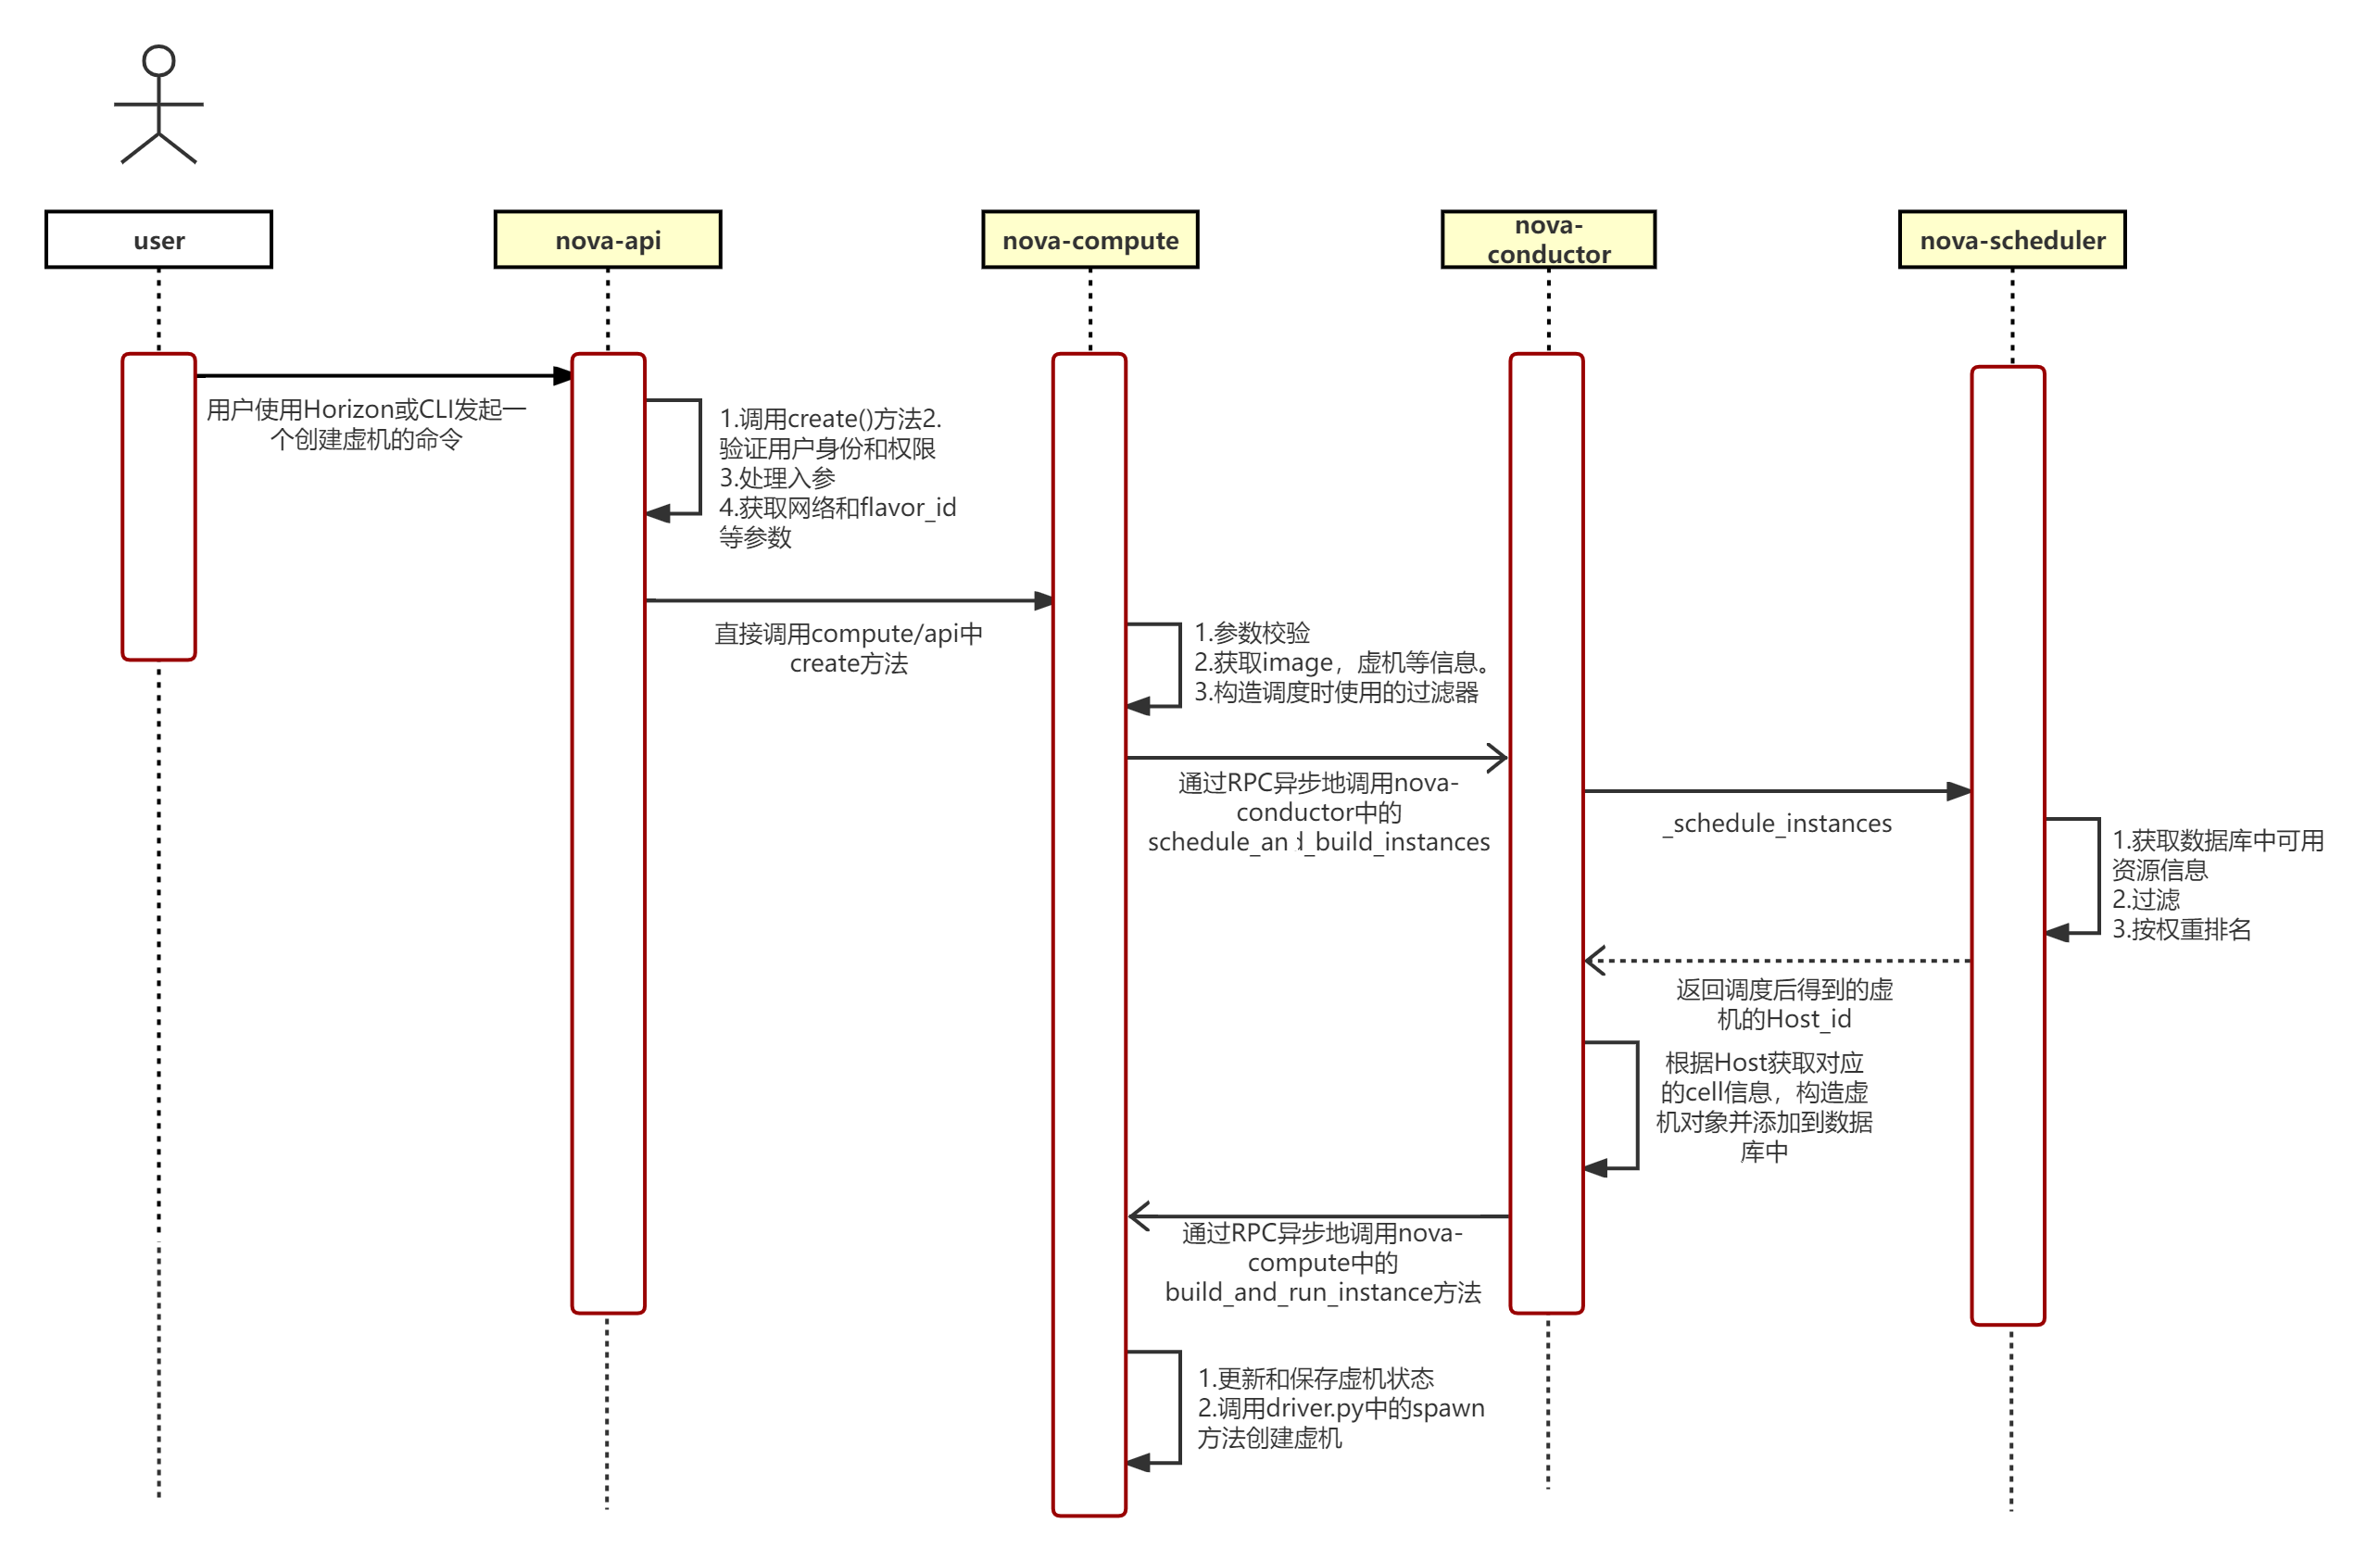 user
nova-api
nova-compute
nova-
conductor
nova-scheduler
用户使用Horizon或CLI发起一
个创建虚机的命令
1.调用create()方法2.
验证用户身份和权限
3.处理入参
4.获取网络和flavor_id
等参数
直接调用compute/api中
create方法
1.参数校验
2.获取image，虚机等信息。
3.构造调度时使用的过滤器
通过RPC异步地调用nova-
conductor中的
schedule_and_build_instances
_schedule_instances
1.获取数据库中可用
资源信息
2.过滤
3.按权重排名
返回调度后得到的虚
机的Host_id
根据Host获取对应
的cell信息，构造虚
机对象并添加到数据
库中
通过RPC异步地调用nova-
compute中的
build_and_run_instance方法
1.更新和保存虚机状态
2.调用driver.py中的spawn
方法创建虚机